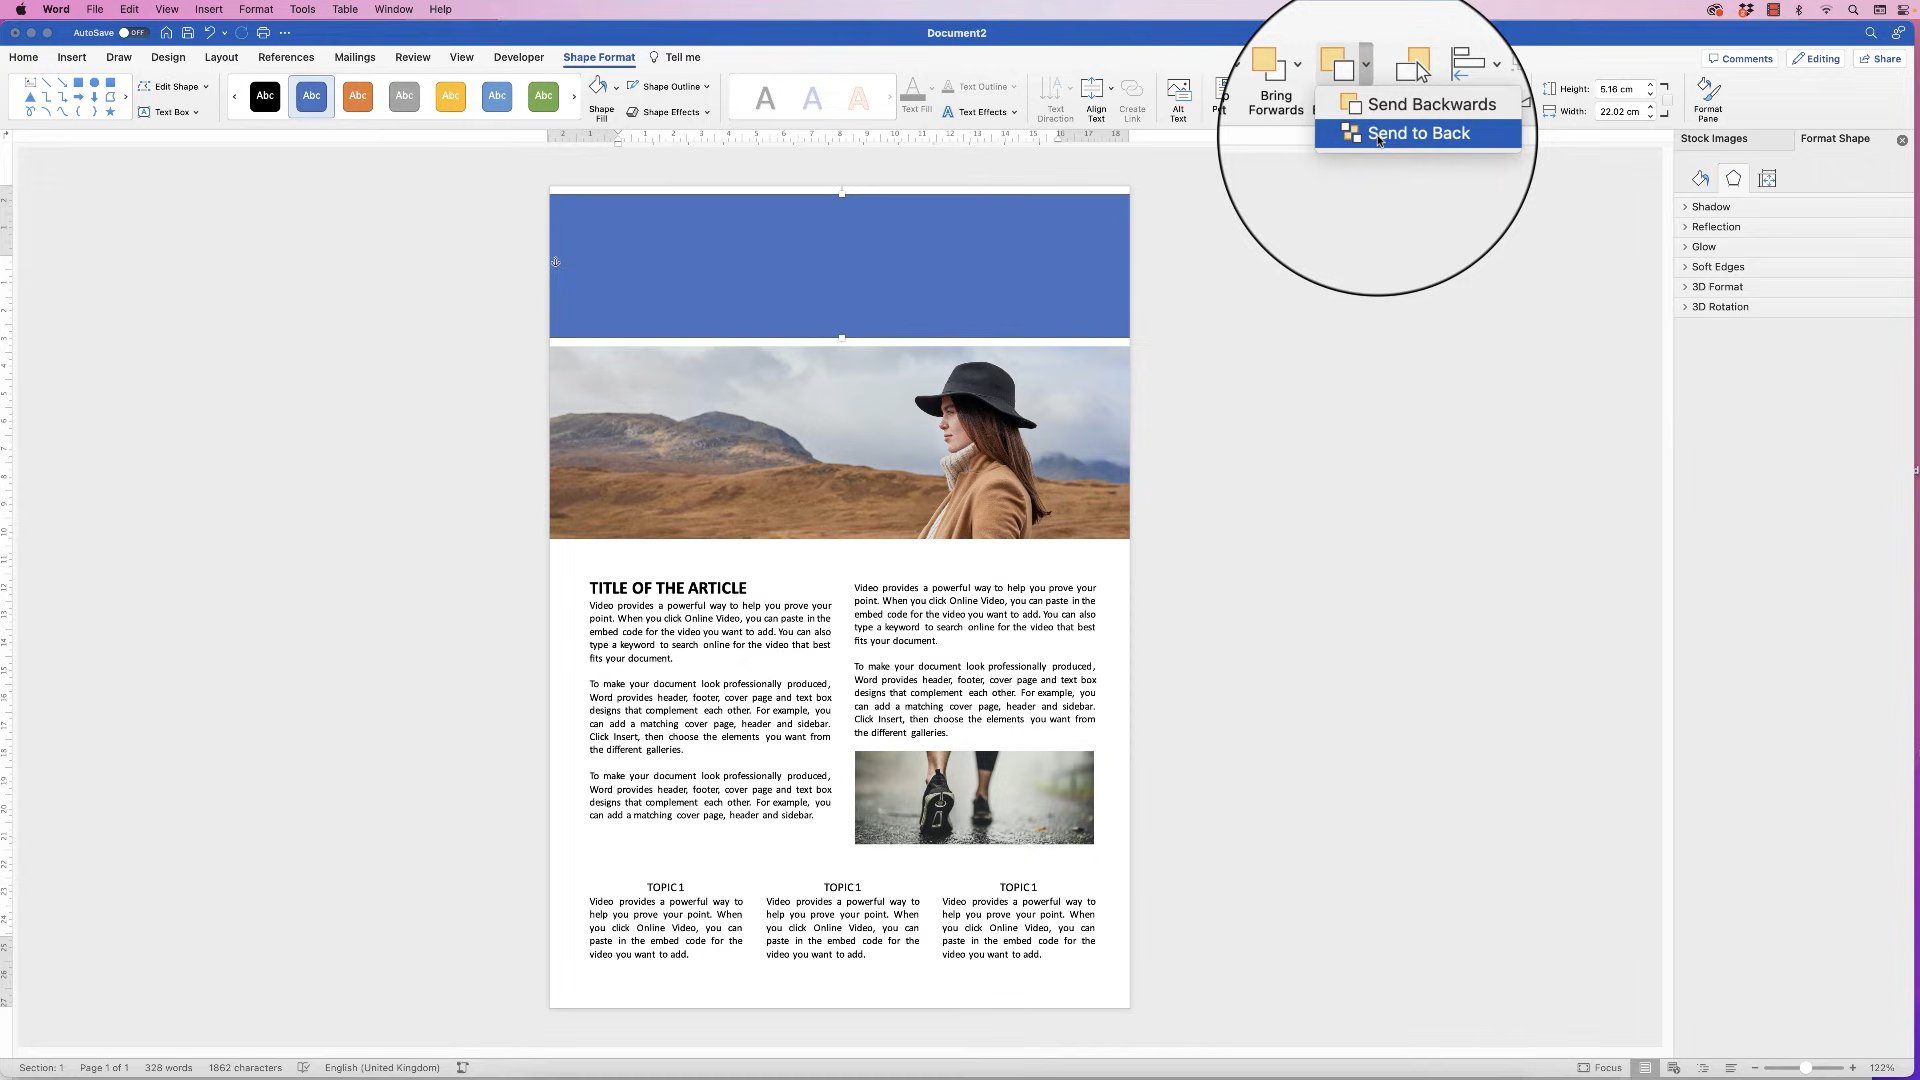 Word File Edit View Insert Format Tools Table Window Help
AutoSave OFF
Document2
Home Insert Draw Design Layout References Mailings Review View Developer Shape Format Tell me
Comments Editing Share
Abc Abc Abc Abc Abc Abc Abc
Edit Shape
Text Box
Shape Fill
Shape Outline
Shape Effects
A A A
Text Fill
Text Outline
Text Effects
Text Direction
Align Text
Create Link
Alt Text
Bring Forwards
Send Backwards
Send to Back
Height: 5.16 cm
Width: 22.02 cm
Format Pane
2 1 1 2 3 4 5 6 7 8 9 10 11 12 13 14 15 16 17 18
Stock Images
Format Shape
Shadow
Reflection
Glow
Soft Edges
3D Format
3D Rotation
TITLE OF THE ARTICLE
Video provides a powerful way to help you prove your
point. When you click Online Video, you can paste in the
embed code for the video you want to add. You can also
type a keyword to search online for the video that best
fits your document.
To make your document look professionally produced,
Word provides header, footer, cover page and text box
designs that complement each other. For example, you
can add a matching cover page, header and sidebar.
Click Insert, then choose the elements you want from
the different galleries.
To make your document look professionally produced,
Word provides header, footer, cover page and text box
designs that complement each other. For example, you
can add a matching cover page, header and sidebar.
Video provides a powerful way to help you prove your
point. When you click Online Video, you can paste in the
embed code for the video you want to add. You can also
type a keyword to search online for the video that best
fits your document.
To make your document look professionally produced,
Word provides header, footer, cover page and text box
designs that complement each other. For example, you
can add a matching cover page, header and sidebar.
Click Insert, then choose the elements you want from
the different galleries.
TOPIC 1
Video provides a powerful way to
help you prove your point. When
you click Online Video, you can
paste in the embed code for the
video you want to add.
TOPIC 1
Video provides a powerful way to
help you prove your point. When
you click Online Video, you can
paste in the embed code for the
video you want to add.
TOPIC 1
Video provides a powerful way to
help you prove your point. When
you click Online Video, you can
paste in the embed code for the
video you want to add.
Section: 1 Page 1 of 1 328 words 1862 characters English (United Kingdom) Focus 122%